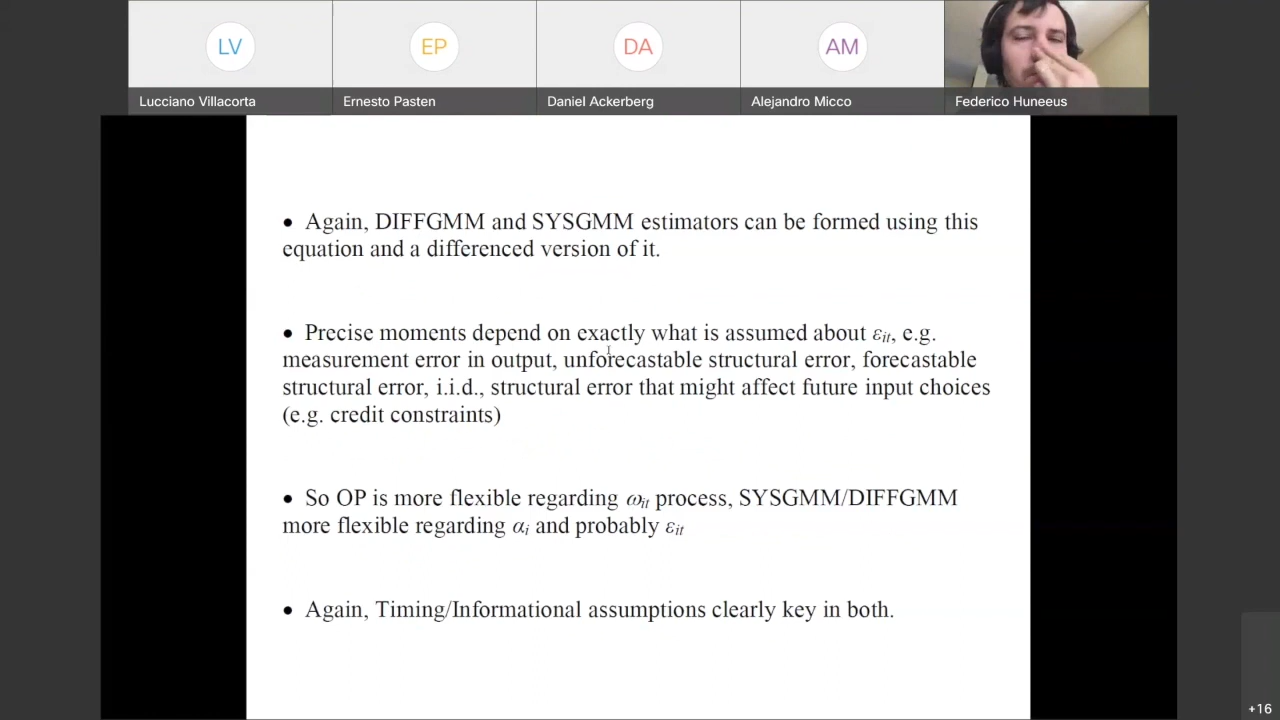 LV
EP
DA
AM
Lucciano Villacorta
Ernesto Pasten
Daniel Ackerberg
Alejandro Micco
Federico Huneeus
• Again, DIFFGMM and SYSGMM estimators can be formed using this
equation and a differenced version of it.
• Precise moments depend on exactly what is assumed about εit, e.g.
measurement error in output, unforecastable structural error, forecastable
structural error, i.i.d., structural error that might affect future input choices
(e.g. credit constraints)
• So OP is more flexible regarding ωit process, SYSGMM/DIFFGMM
more flexible regarding αi and probably εit
• Again, Timing/Informational assumptions clearly key in both.
+16